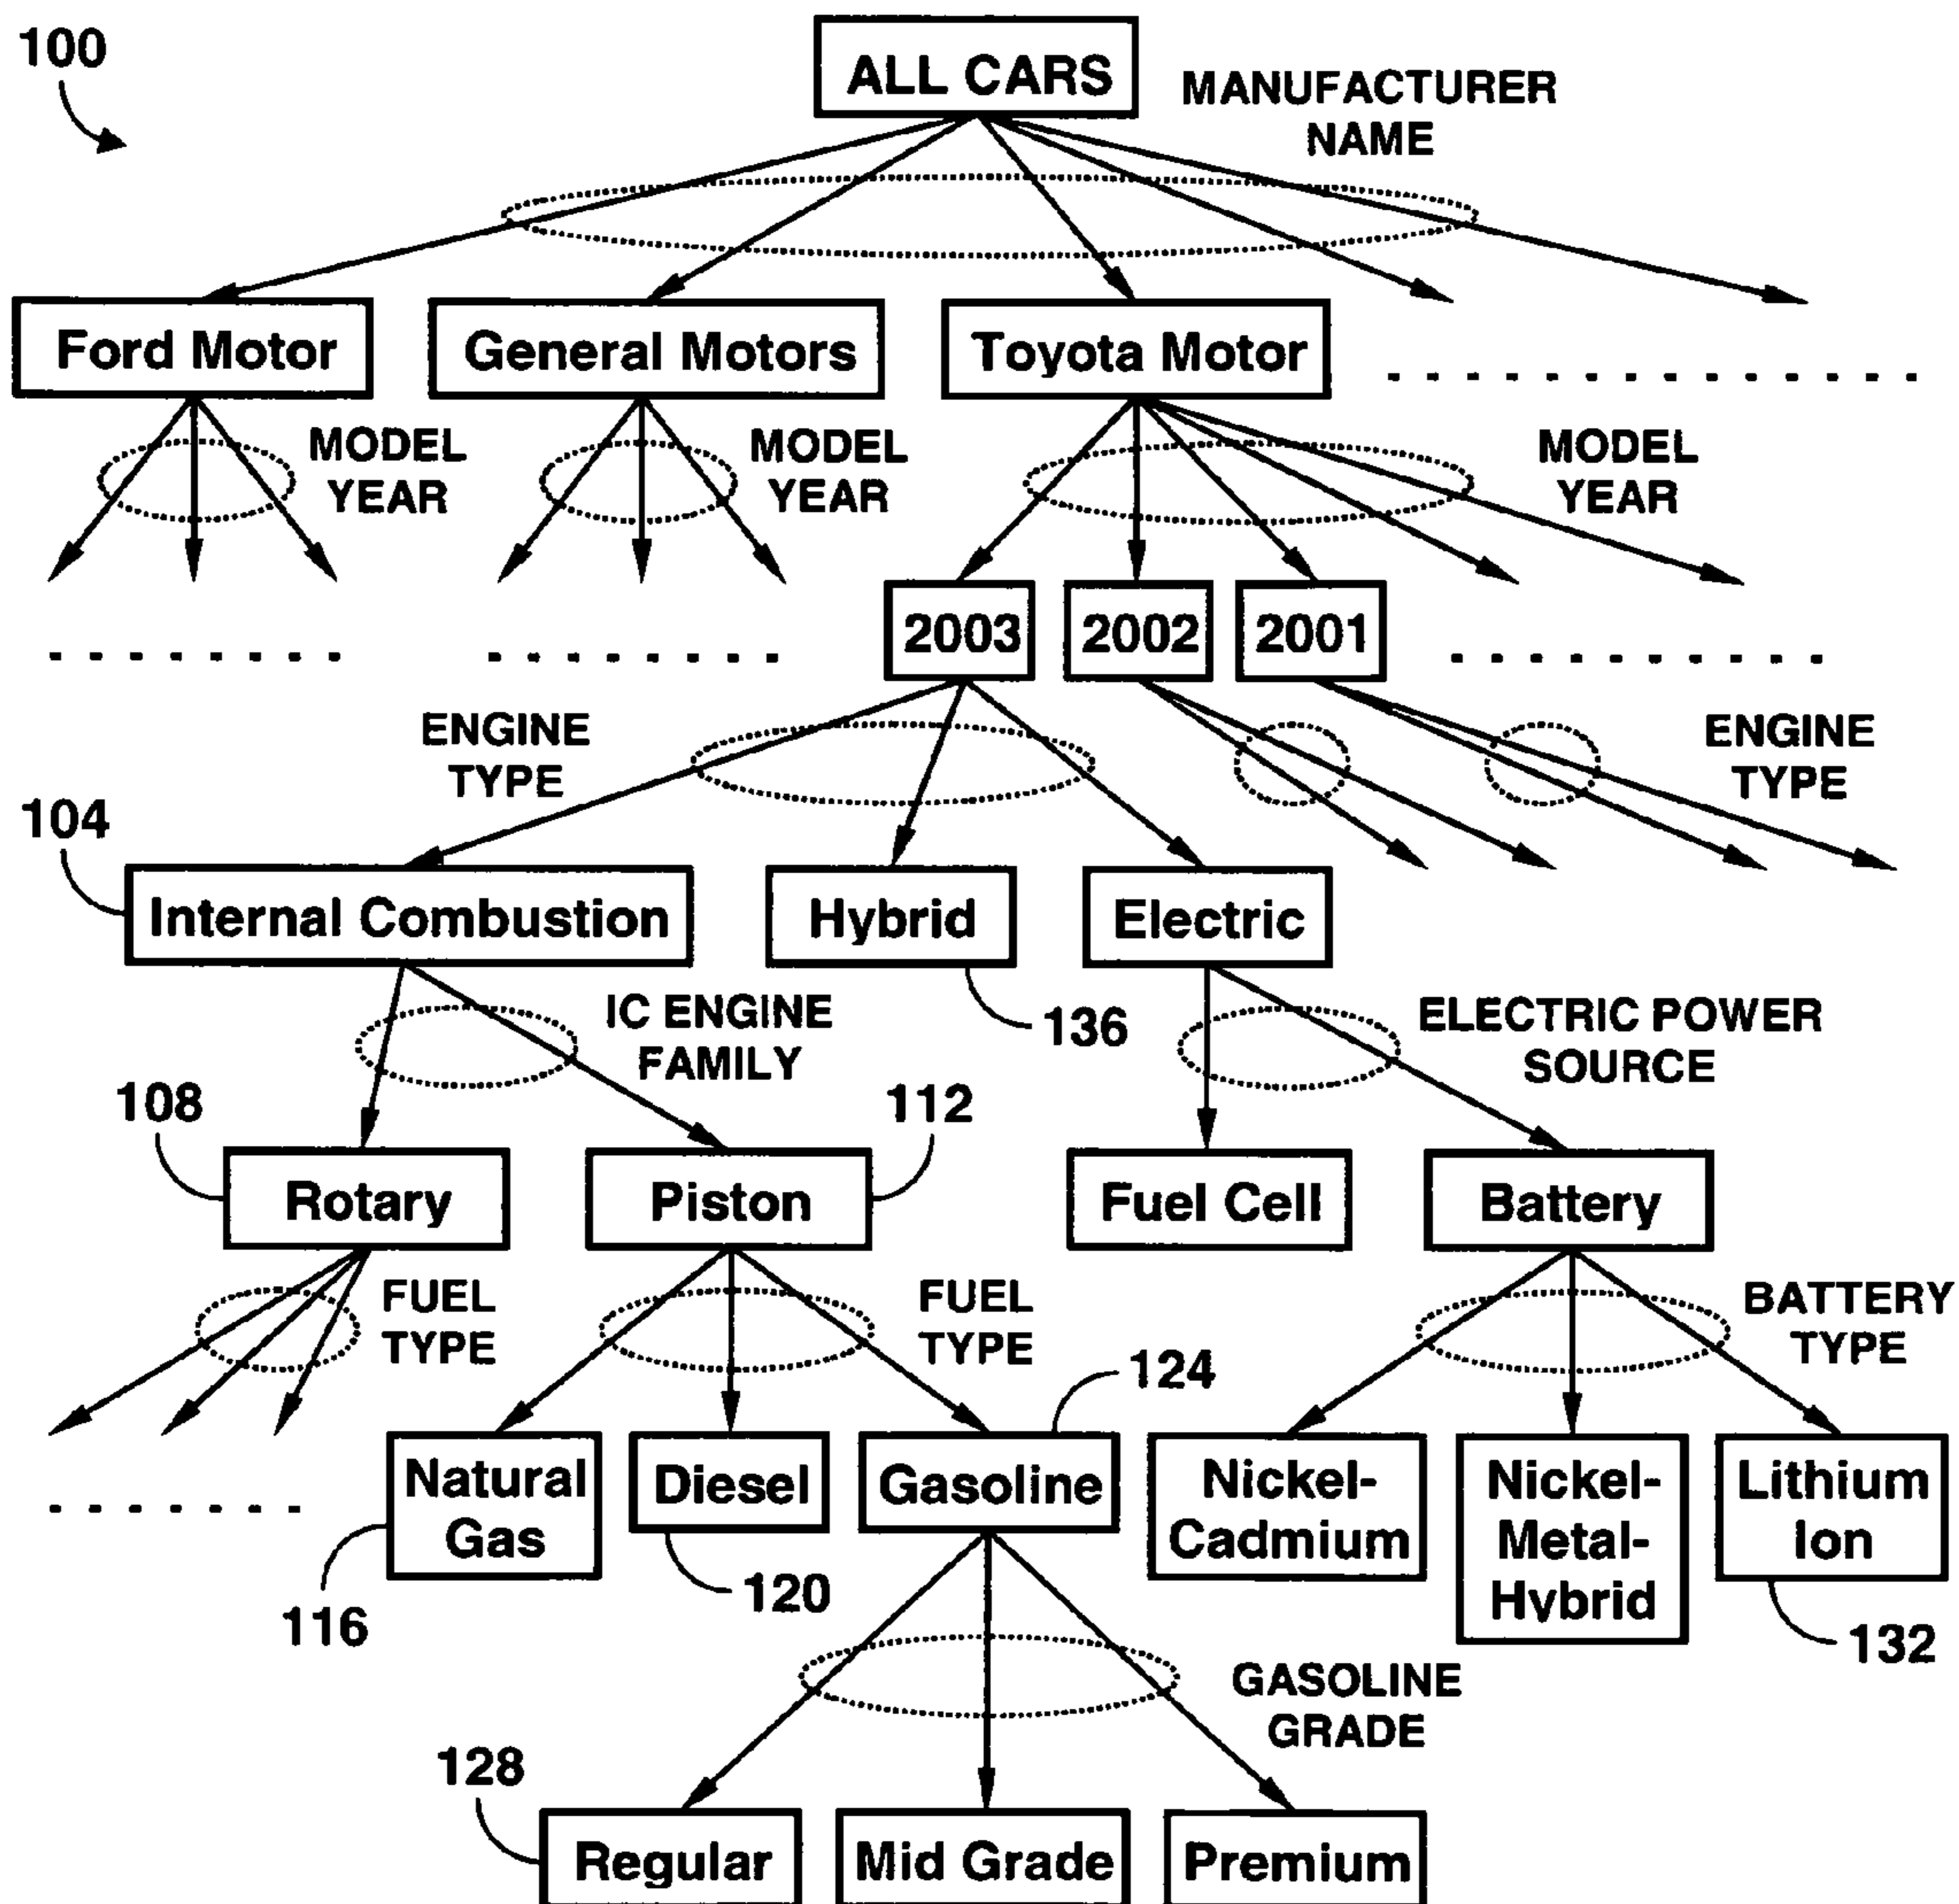 100
ALL CARS
MANUFACTURER
NAME
Ford Motor
General Motors
Toyota Motor
MODEL
YEAR
MODEL
YEAR
MODEL
YEAR
2003
2002
2001
ENGINE
TYPE
ENGINE
TYPE
104
Internal Combustion
Hybrid
Electric
136
IC ENGINE
FAMILY
ELECTRIC POWER
SOURCE
108
112
Rotary
Piston
Fuel Cell
Battery
FUEL
TYPE
FUEL
TYPE
BATTERY
TYPE
124
Natural
Gas
Diesel
Gasoline
Nickel-
Cadmium
Nickel-
Metal-
Hybrid
Lithium
Ion
116
120
132
GASOLINE
GRADE
128
Regular
Mid Grade
Premium